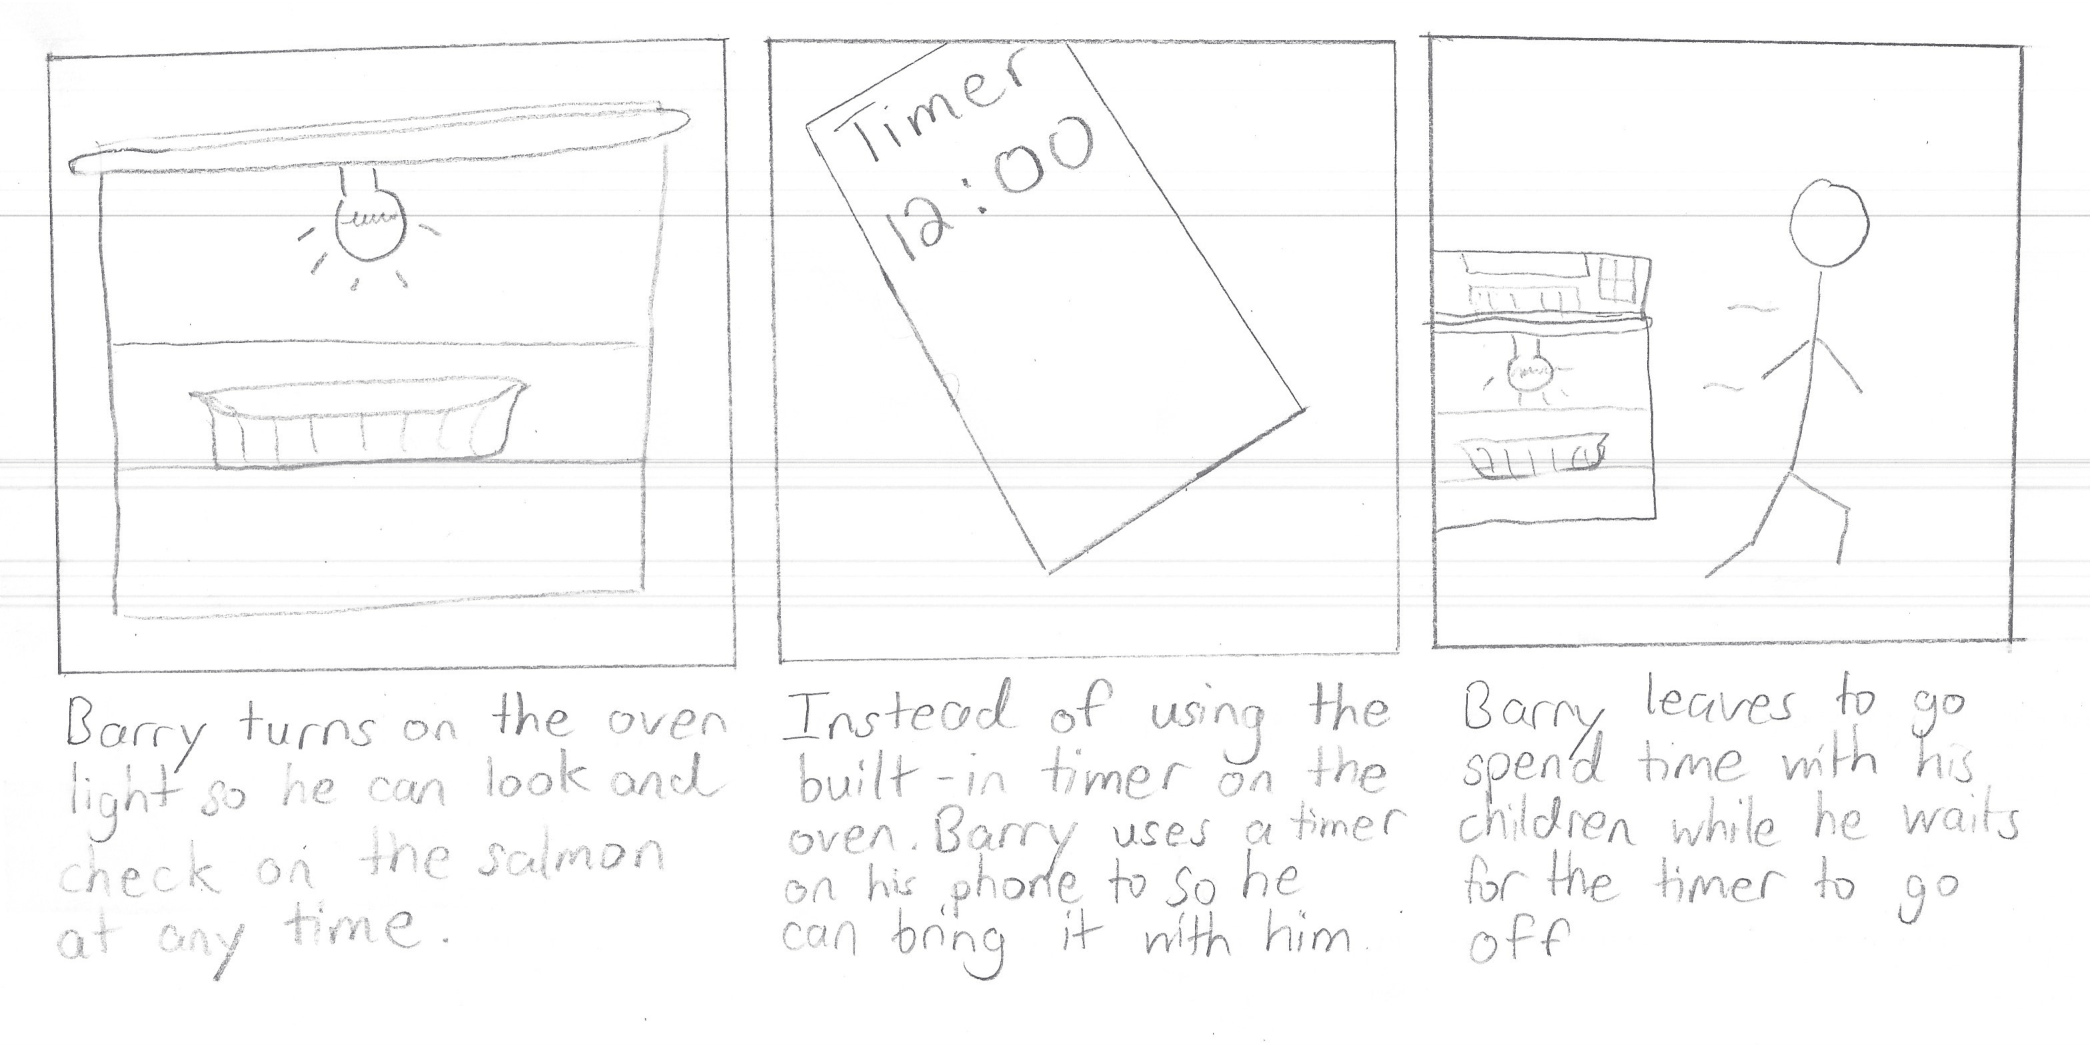 Timer
12:00
Barry turns on the oven
light so he can look and
check on the salmon
at any time.
Instead of using the
built-in timer on the
oven. Barry uses a timer
on his phone to so he
can bring it with him.
Barry leaves to go
spend time with his
children while he waits
for the timer to go
off